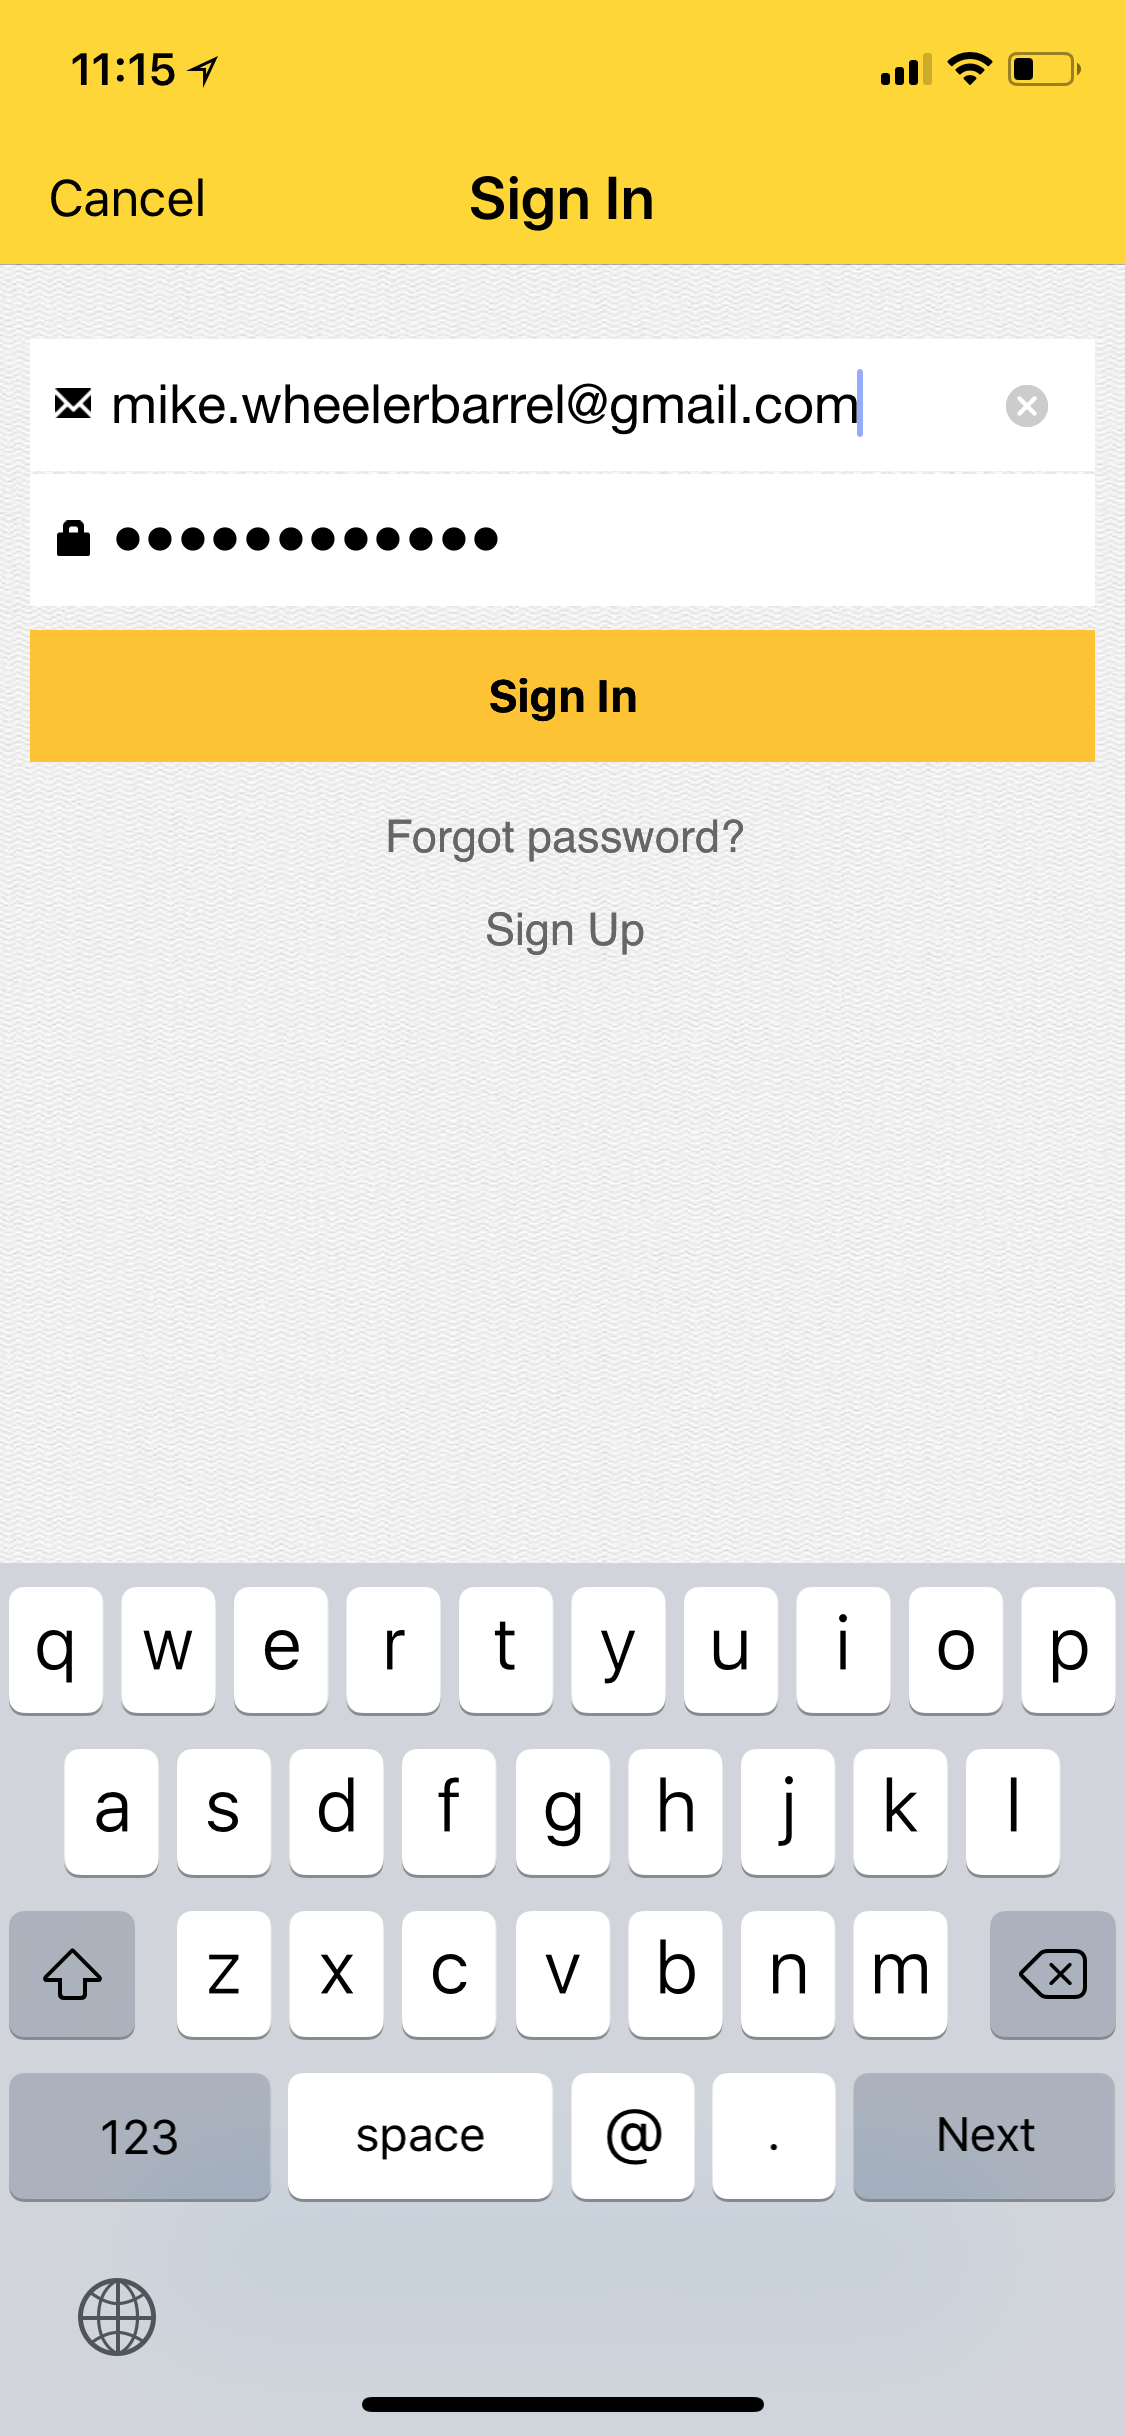 11:15
Cancel Sign In
mike.wheelerbarrel@gmail.com
●●●●●●●●●●●●
Sign In
Forgot password?
Sign Up
q w e r t y u i o p
a s d f g h j k l
z x c v b n m
123 space @ . Next